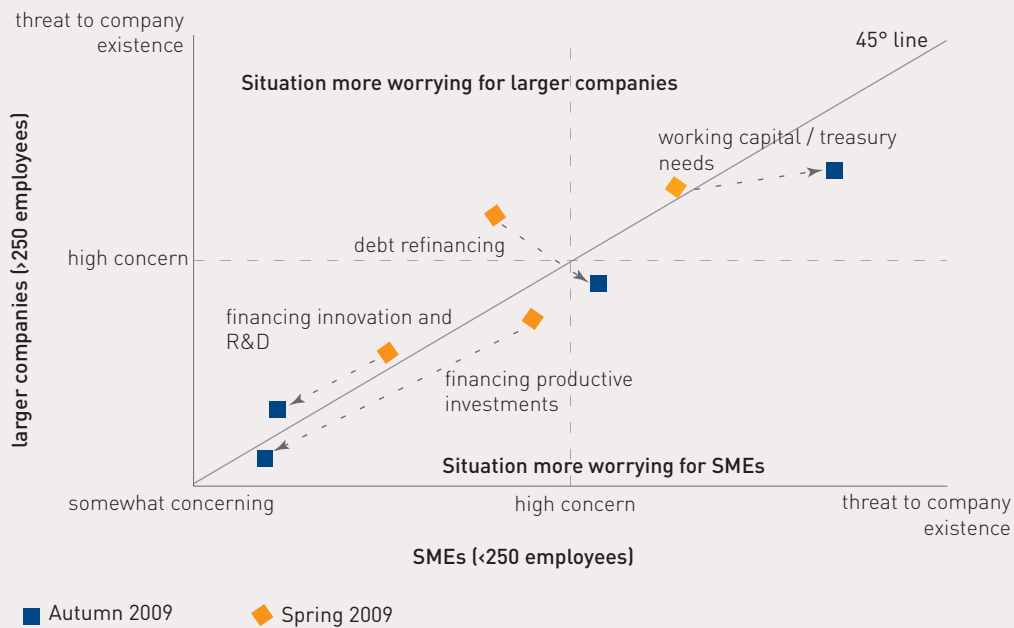 threat to company
existence
45° line
Situation more worrying for larger companies
working capital / treasury
needs
larger companies (>250 employees)
debt refinancing
high concern
financing innovation and
R&D
financing productive
investments
Situation more worrying for SMEs
somewhat concerning
high concern
threat to company
existence
SMEs (<250 employees)
Autumn 2009
Spring 2009